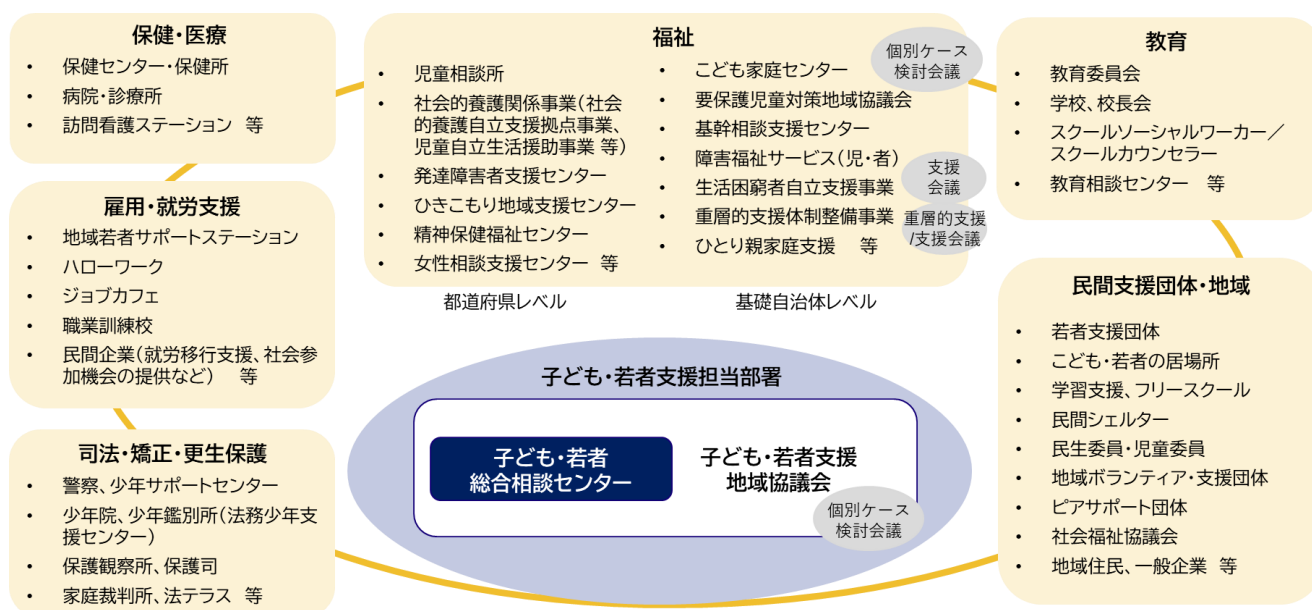 保健・医療
• 保健センター・保健所
• 病院・診療所
• 訪問看護ステーション 等
雇用・就労支援
• 地域若者サポートステーション
• ハローワーク
• ジョブカフェ
• 職業訓練校
• 民間企業(就労移行支援、社会参
加機会の提供など) 等
司法・矯正・更生保護
• 警察、少年サポートセンター
• 少年院、少年鑑別所(法務少年支
援センター)
• 保護観察所、保護司
• 家庭裁判所、法テラス 等
福祉
• 児童相談所
• 社会的養護関係事業(社会
的養護自立支援拠点事業、
児童自立生活援助事業 等)
• 発達障害者支援センター
• ひきこもり地域支援センター
• 精神保健福祉センター
• 女性相談支援センター 等
都道府県レベル
• こども家庭センター
• 要保護児童対策地域協議会
• 基幹相談支援センター
• 障害福祉サービス(児・者)
• 生活困窮者自立支援事業
• 重層的支援体制整備事業
• ひとり親家庭支援 等
基礎自治体レベル
個別ケース
検討会議
支援
会議
重層的支援
/支援会議
子ども・若者支援担当部署
子ども・若者
総合相談センター
子ども・若者支援
地域協議会
個別ケース
検討会議
教育
• 教育委員会
• 学校、校長会
• スクールソーシャルワーカー/
スクールカウンセラー
• 教育相談センター 等
民間支援団体・地域
• 若者支援団体
• こども・若者の居場所
• 学習支援、フリースクール
• 民間シェルター
• 民生委員・児童委員
• 地域ボランティア・支援団体
• ピアサポート団体
• 社会福祉協議会
• 地域住民、一般企業 等